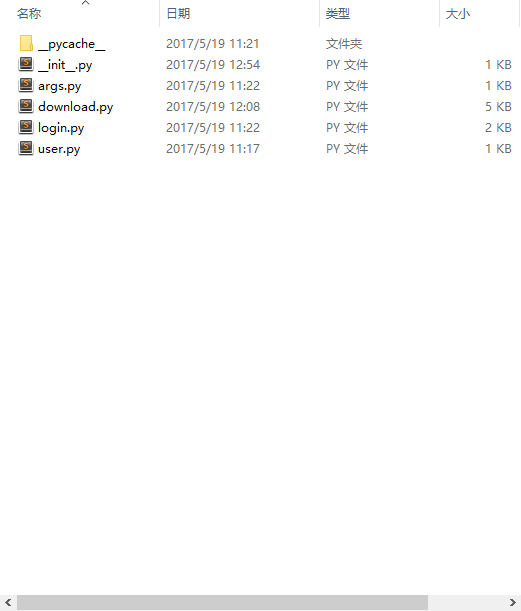 名称 日期 类型 大小
__pycache__ 2017/5/19 11:21 文件夹
__init__.py 2017/5/19 12:54 PY 文件 1 KB
args.py 2017/5/19 11:22 PY 文件 1 KB
download.py 2017/5/19 12:08 PY 文件 5 KB
login.py 2017/5/19 11:22 PY 文件 2 KB
user.py 2017/5/19 11:17 PY 文件 1 KB